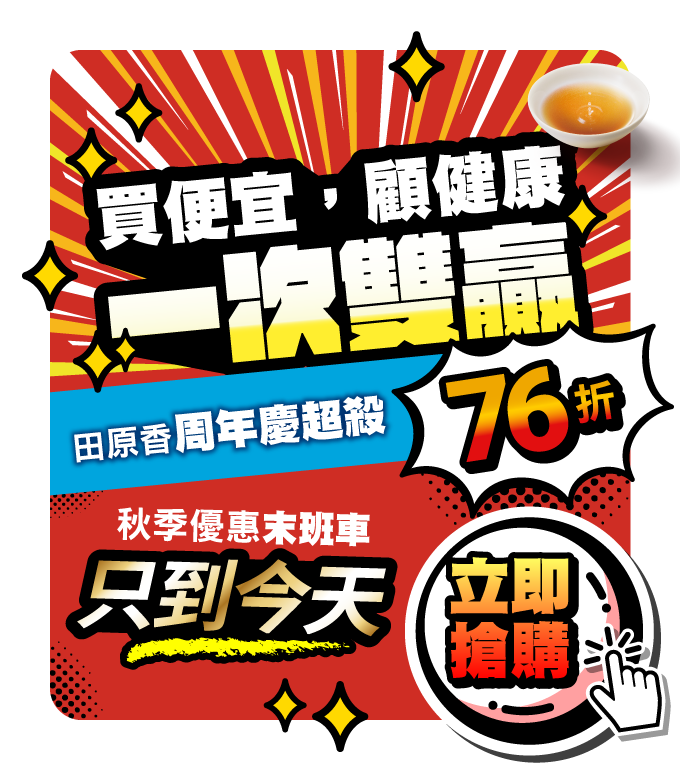 買便宜，顧健康
一次雙贏
田原香周年慶超殺
76折
秋季優惠末班車
只到今天
立即
搶購